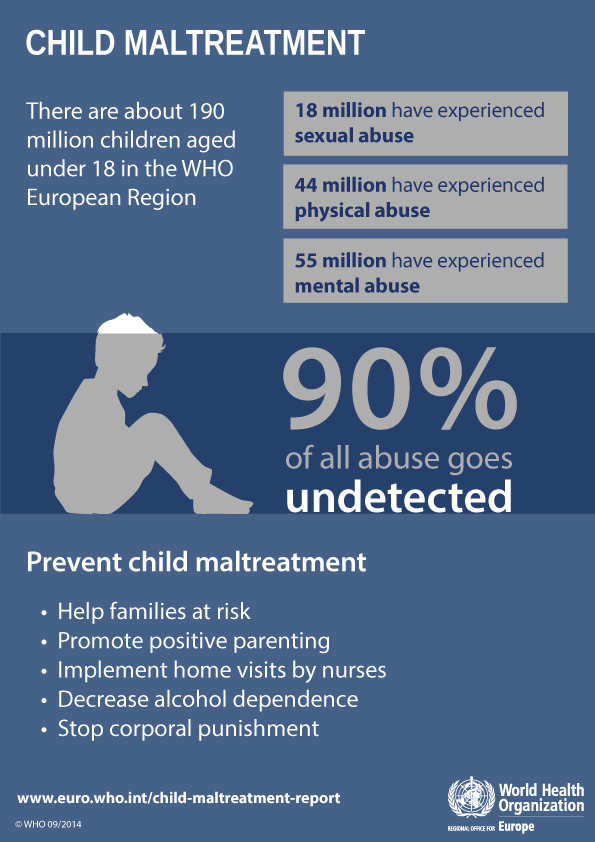 CHILD MALTREATMENT
There are about 190
million children aged
under 18 in the WHO
European Region
18 million have experienced
sexual abuse
44 million have experienced
physical abuse
55 million have experienced
mental abuse
90%
of all abuse goes
undetected
Prevent child maltreatment
• Help families at risk
• Promote positive parenting
• Implement home visits by nurses
• Decrease alcohol dependence
• Stop corporal punishment
www.euro.who.int/child-maltreatment-report
© WHO 09/2014
World Health
Organization
REGIONAL OFFICE FOR Europe